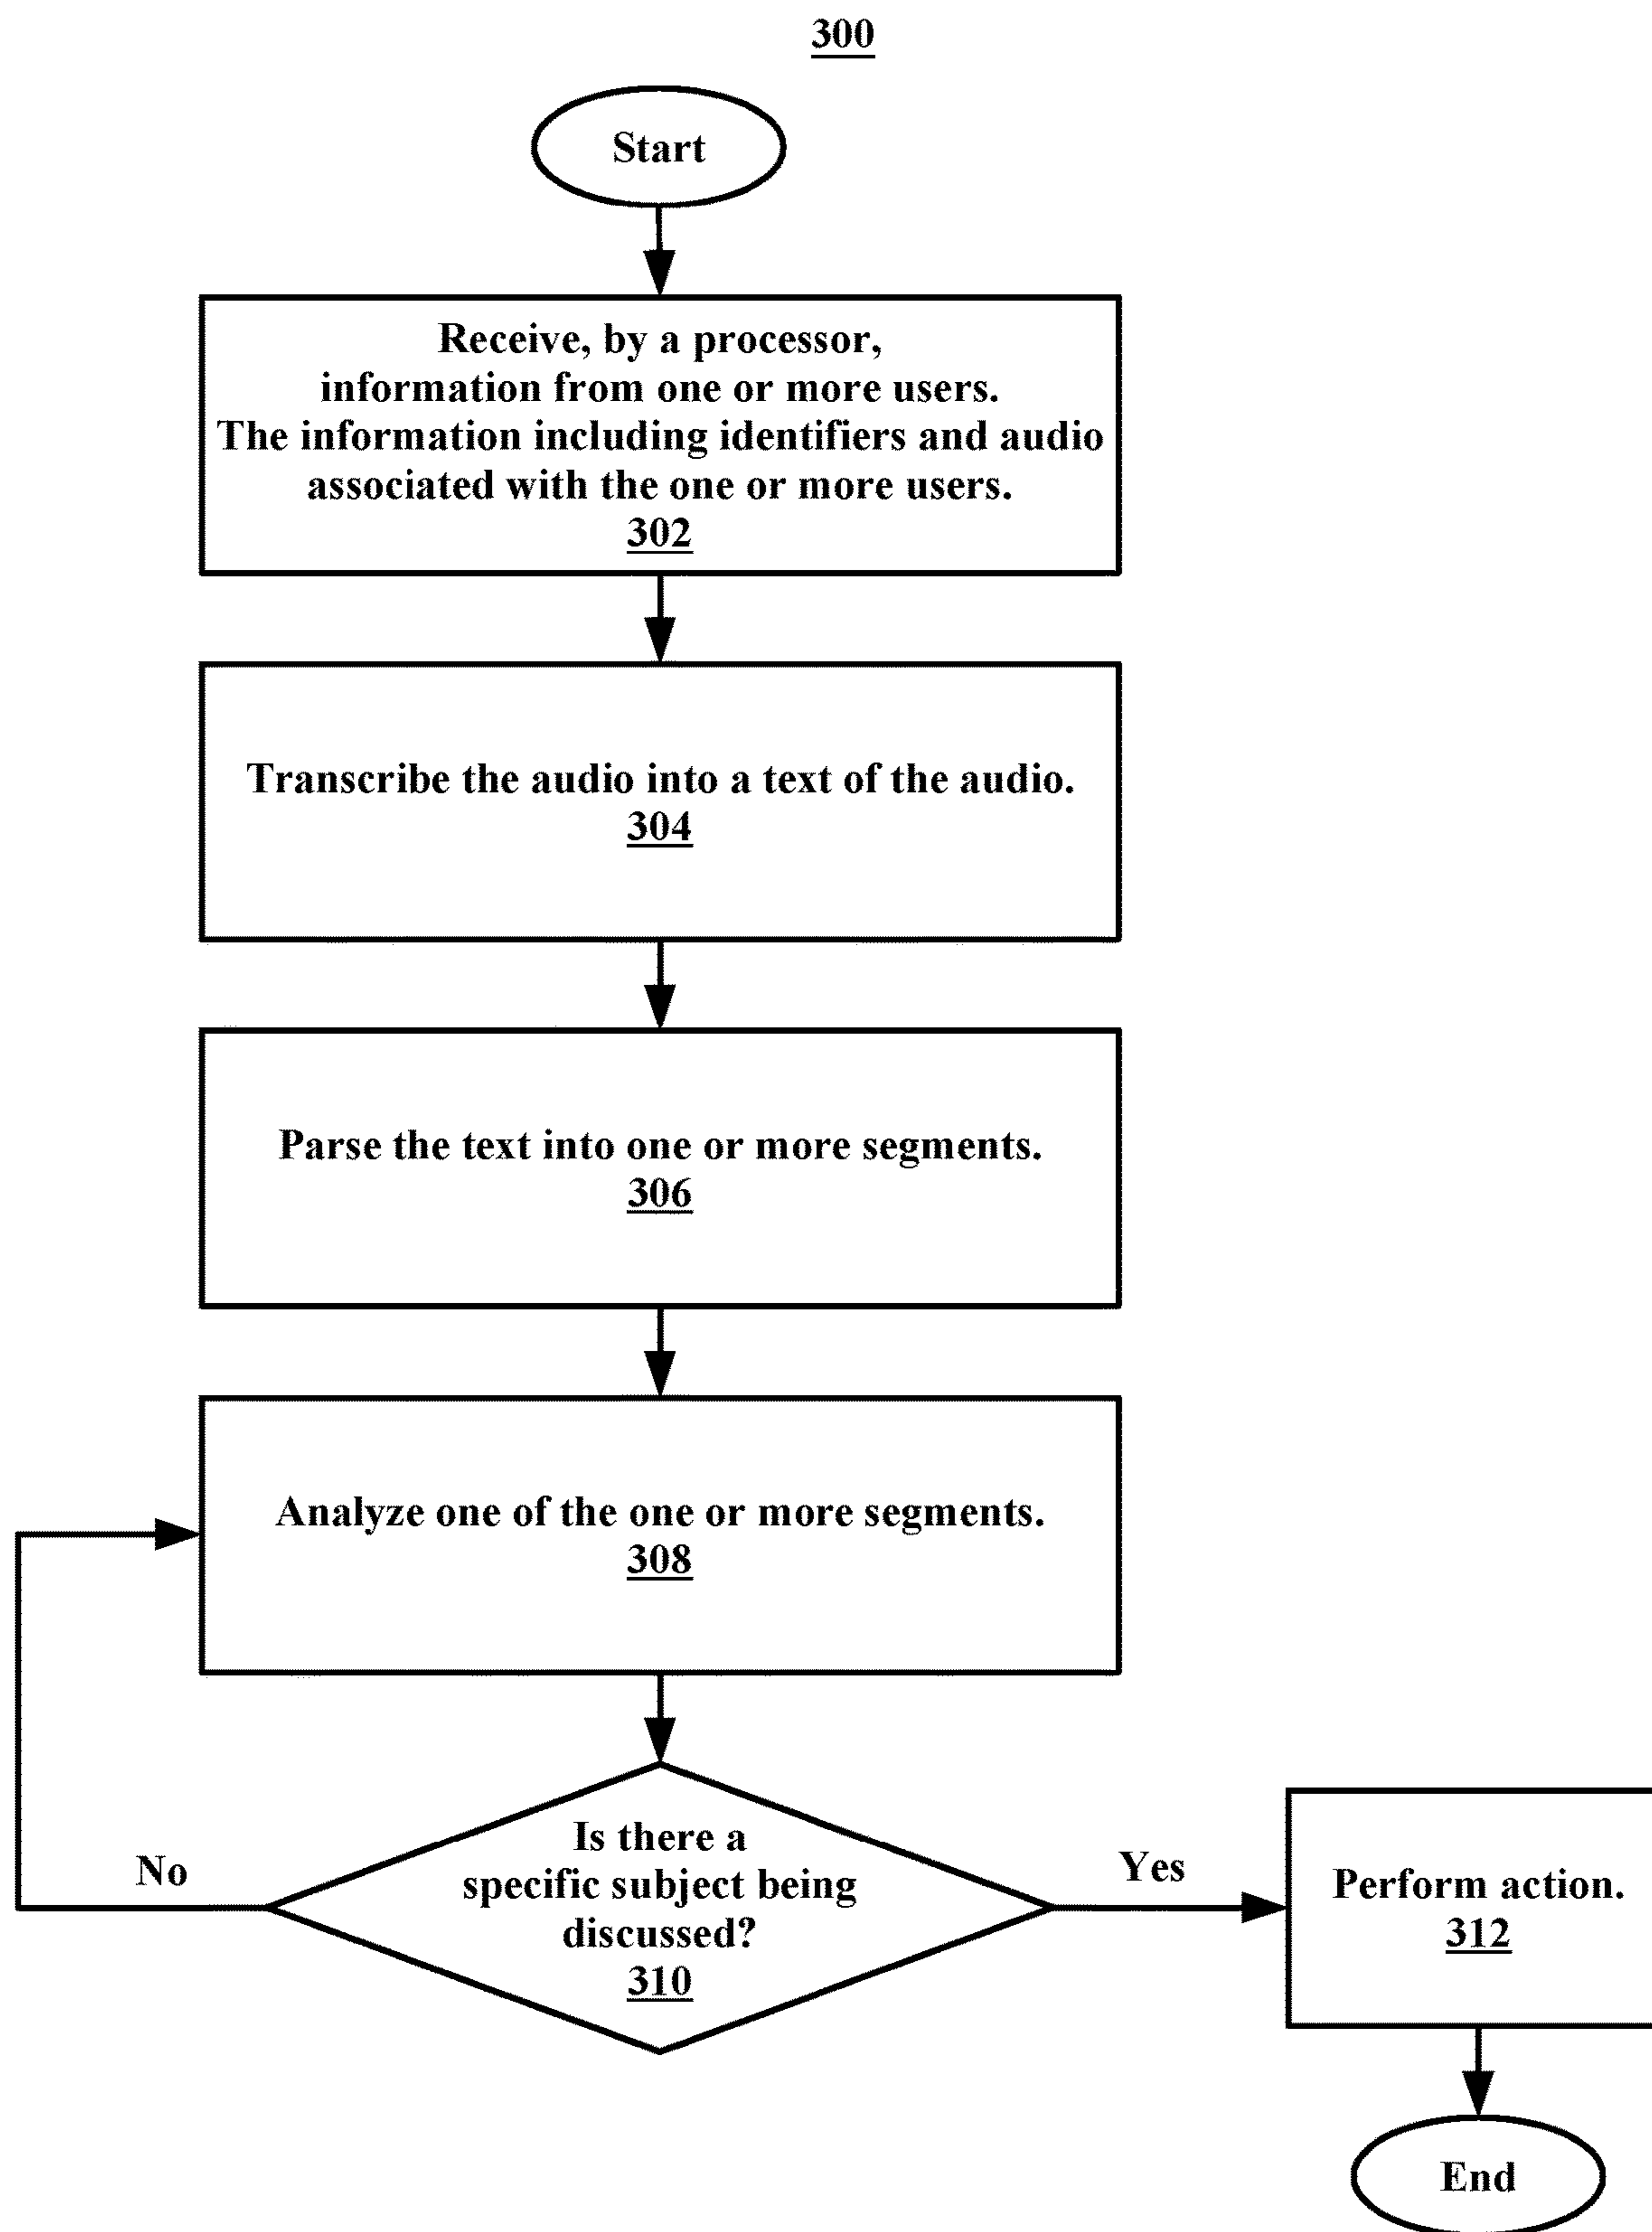 300
Start
Receive, by a processor,
information from one or more users.
The information including identifiers and audio
associated with the one or more users.
302
Transcribe the audio into a text of the audio.
304
Parse the text into one or more segments.
306
Analyze one of the one or more segments.
308
Is there a
specific subject being
discussed?
310
No
Yes
Perform action.
312
End